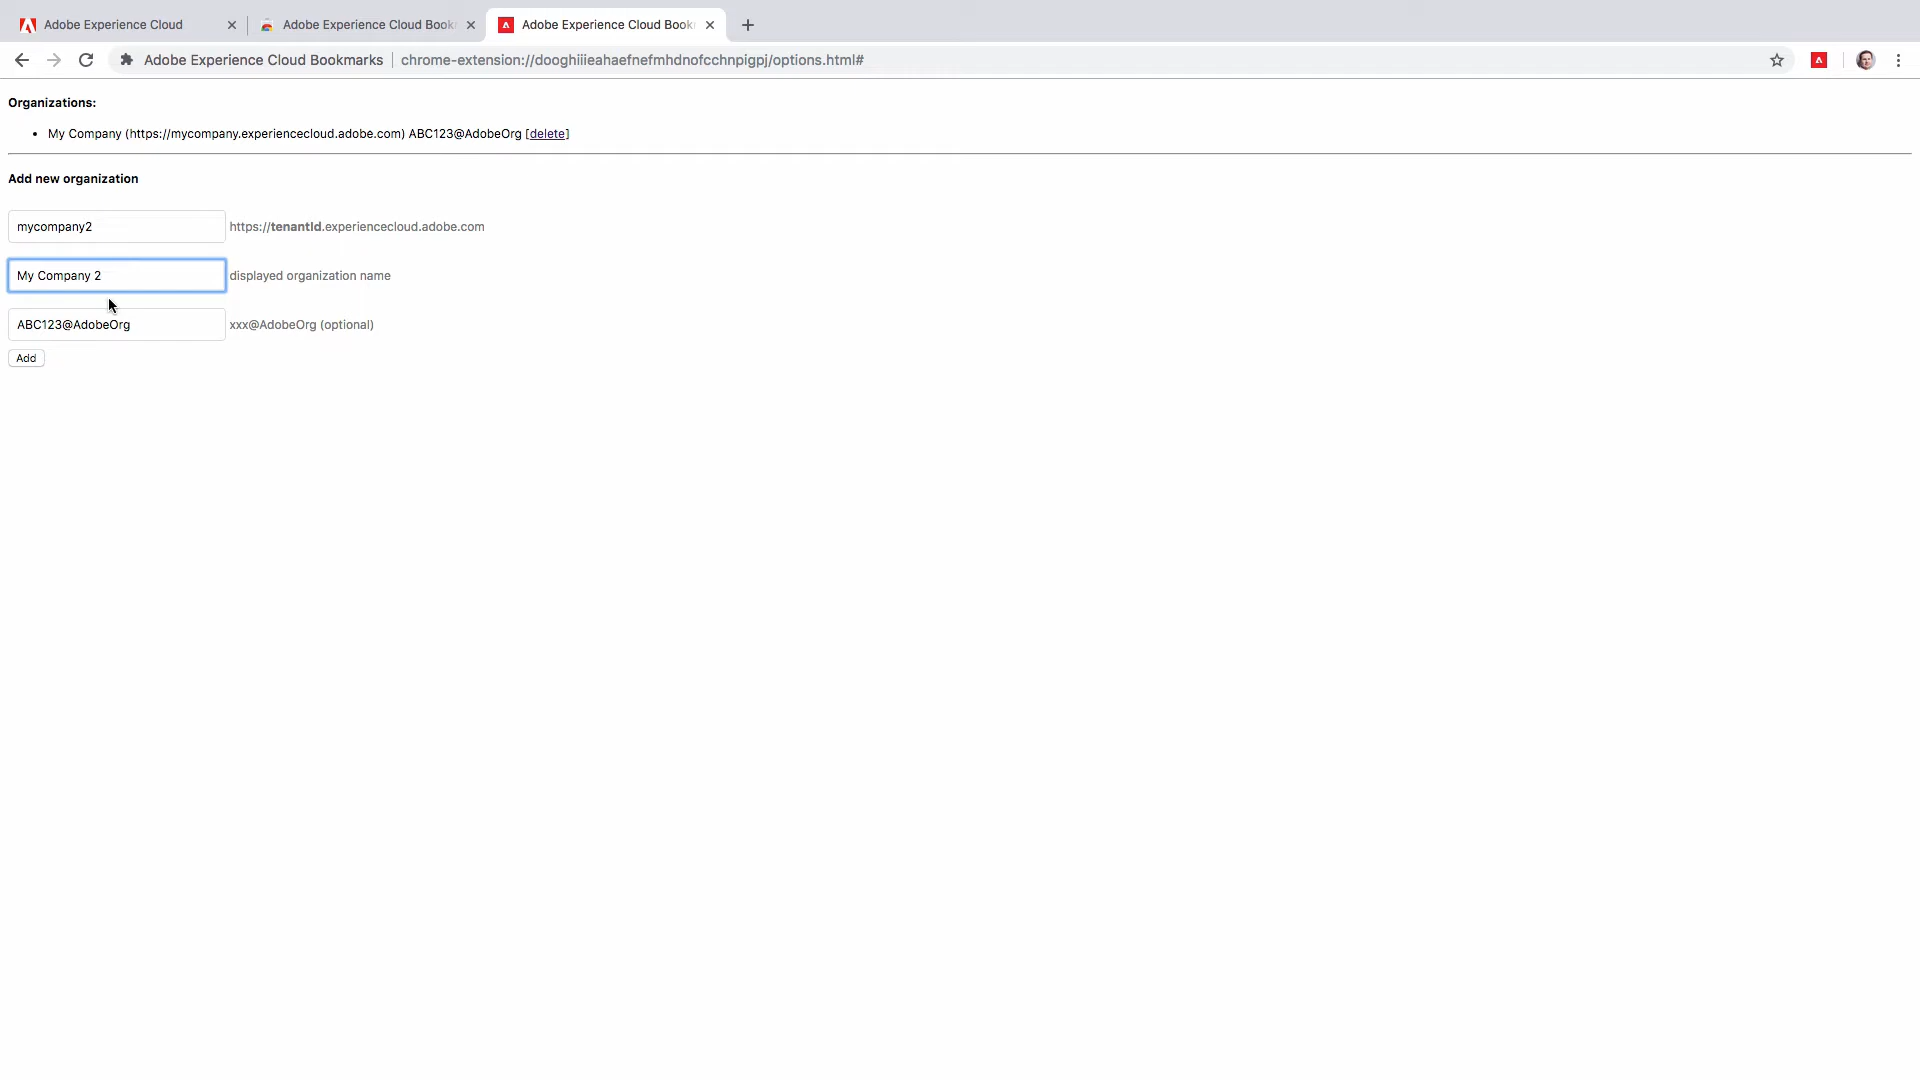 Adobe Experience Cloud
Adobe Experience Cloud Book
Adobe Experience Cloud Book
Adobe Experience Cloud Bookmarks
chrome-extension://dooghiiieahaefnefmhdnofcchnpigpj/options.html#
Organizations:
• My Company (https://mycompany.experiencecloud.adobe.com) ABC123@AdobeOrg [delete]
Add new organization
mycompany2 https://tenantId.experiencecloud.adobe.com
My Company 2 displayed organization name
ABC123@AdobeOrg xxx@AdobeOrg (optional)
Add